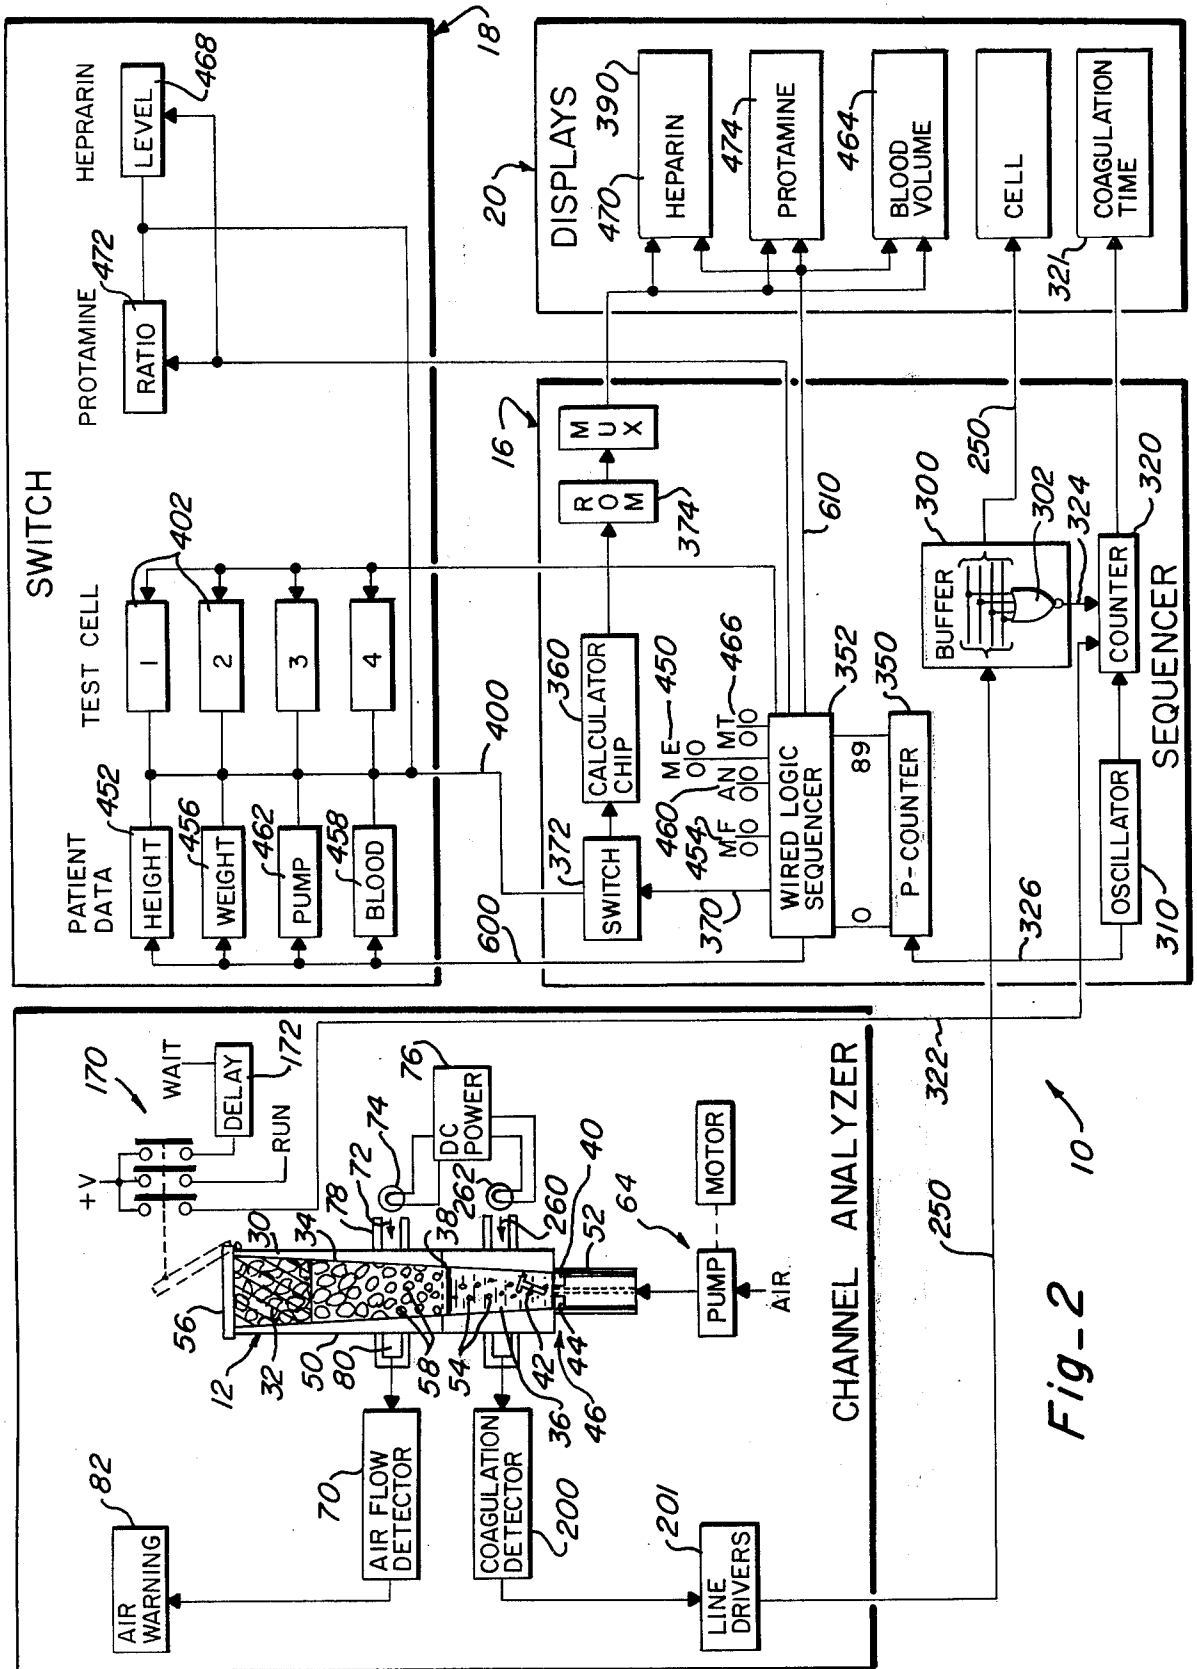 SWITCH
18
PATIENT
DATA
TEST CELL
PROTAMINE
HEPRARIN
452
HEIGHT
456
WEIGHT
462
PUMP
458
BLOOD
1
2
3
4
402
472
RATIO
LEVEL
468
600
400
20
DISPLAYS
470
390
HEPARIN
474
PROTAMINE
464
BLOOD
VOLUME
CELL
321
COAGULATION
TIME
16
372
SWITCH
370
360
CALCULATOR
CHIP
ROM
374
MUX
454
MF
460
AN
ME
450
MT
466
WIRED LOGIC
SEQUENCER
352
0
89
P-COUNTER
350
610
326
300
BUFFER
250
302
324
320
COUNTER
OSCILLATOR
310
SEQUENCER
170
+V
WAIT
DELAY
172
RUN
56
12
32
30
34
50
80
58
54
78
72
74
76
DC
POWER
38
262
260
40
52
42
36
44
46
64
PUMP
MOTOR
AIR
82
AIR
WARNING
70
AIR FLOW
DETECTOR
COAGULATION
DETECTOR
200
201
LINE
DRIVERS
CHANNEL ANALYZER
322
250
10
Fig_2